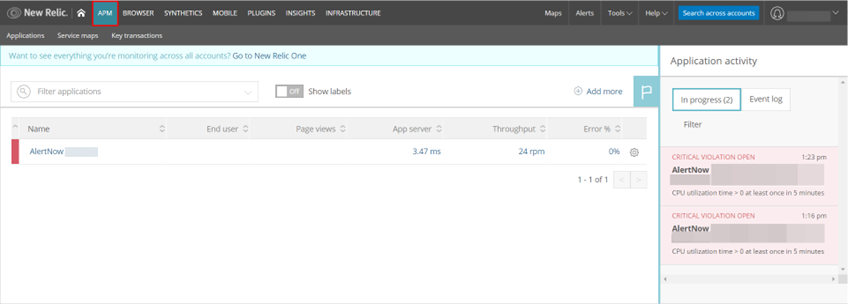 New Relic. APM BROWSER SYNTHETICS MOBILE PLUGINS INSIGHTS INFRASTRUCTURE Maps Alerts Tools Help Search across accounts
Applications Service maps Key transactions
Want to see everything you're monitoring across all accounts? Go to New Relic One
Filter applications Off Show labels Add more
Name End user Page views App server Throughput Error %
AlertNow 3.47 ms 24 rpm 0%
1 - 1 of 1 < >
Application activity
In progress (2) Event log
Filter
CRITICAL VIOLATION OPEN 1:23 pm
AlertNow
CPU utilization time > 0 at least once in 5 minutes
CRITICAL VIOLATION OPEN 1:16 pm
AlertNow
CPU utilization time > 0 at least once in 5 minutes